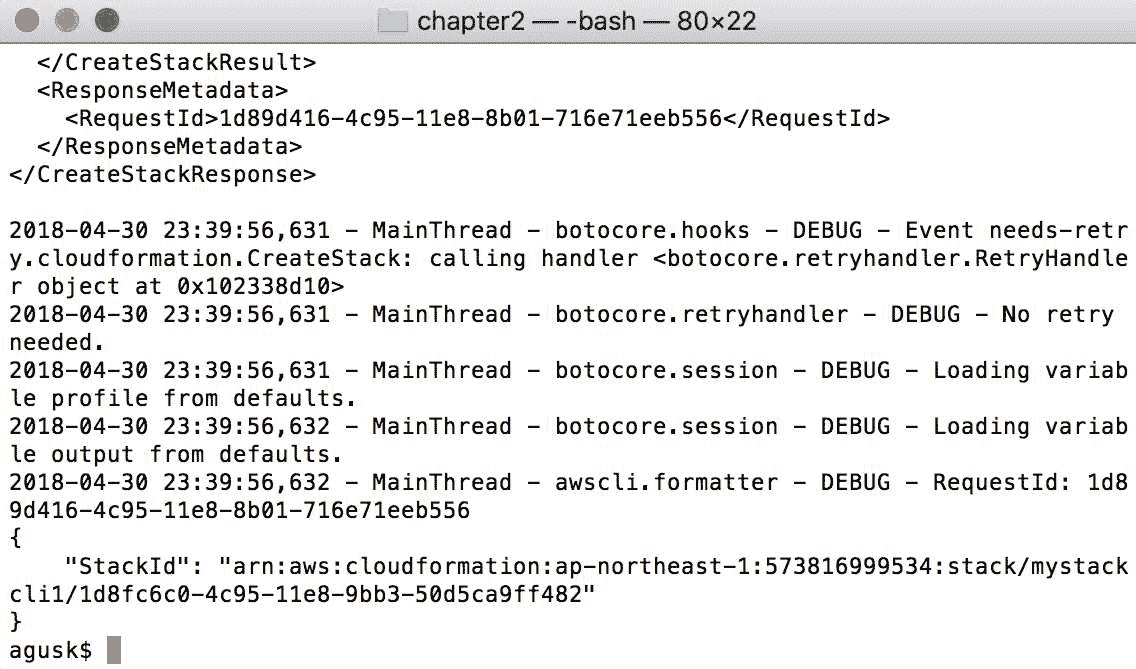 chapter2 — -bash — 80×22
  </CreateStackResult>
  <ResponseMetadata>
    <RequestId>1d89d416-4c95-11e8-8b01-716e71eeb556</RequestId>
  </ResponseMetadata>
</CreateStackResponse>

2018-04-30 23:39:56,631 - MainThread - botocore.hooks - DEBUG - Event needs-retr
y.cloudformation.CreateStack: calling handler <botocore.retryhandler.RetryHandle
r object at 0x102338d10>
2018-04-30 23:39:56,631 - MainThread - botocore.retryhandler - DEBUG - No retry
needed.
2018-04-30 23:39:56,631 - MainThread - botocore.session - DEBUG - Loading variab
le profile from defaults.
2018-04-30 23:39:56,632 - MainThread - botocore.session - DEBUG - Loading variab
le output from defaults.
2018-04-30 23:39:56,632 - MainThread - awscli.formatter - DEBUG - RequestId: 1d8
9d416-4c95-11e8-8b01-716e71eeb556
{
    "StackId": "arn:aws:cloudformation:ap-northeast-1:573816999534:stack/mystack
cli1/1d8fc6c0-4c95-11e8-9bb3-50d5ca9ff482"
}
agusk$